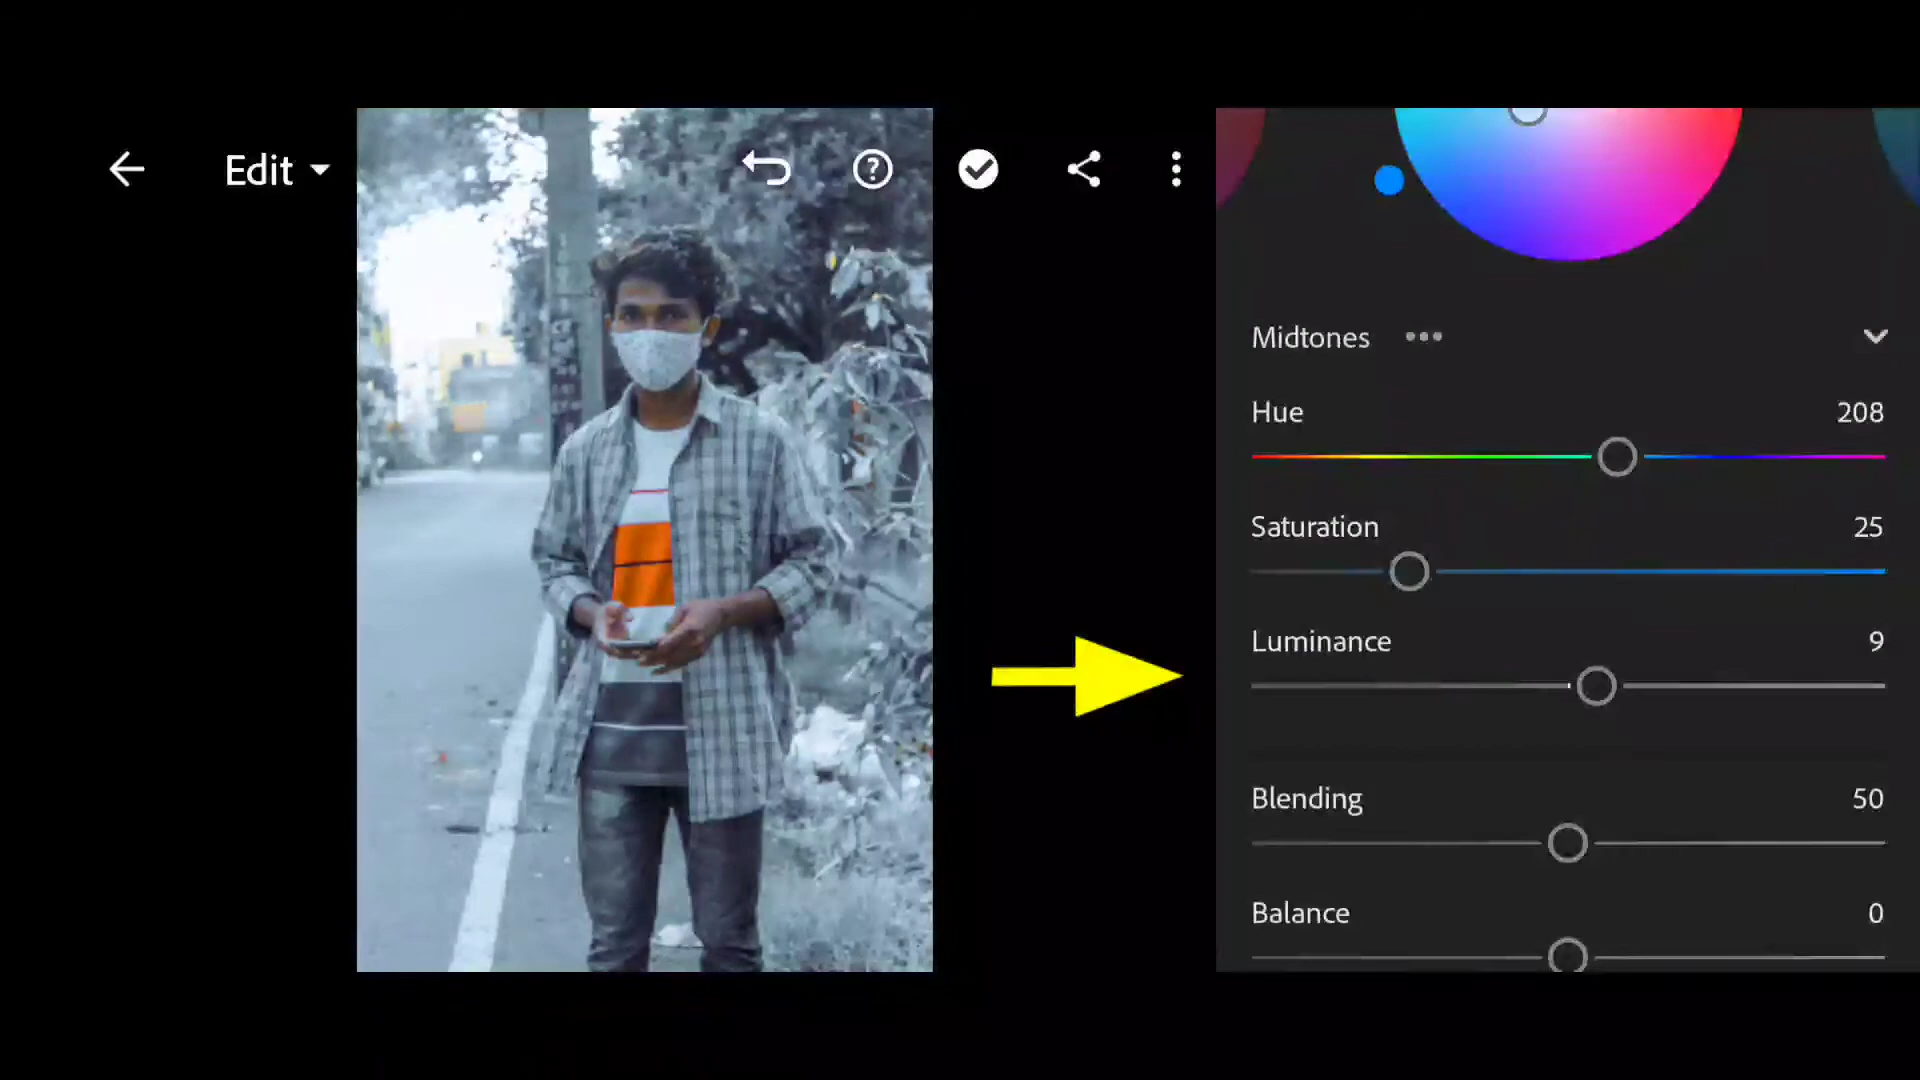 Edit
?
Midtones
Hue 208
Saturation 25
Luminance 9
Blending 50
Balance 0